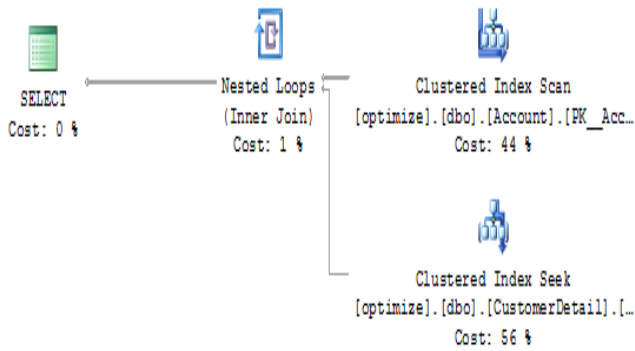 SELECT
Cost: 0 %
Nested Loops
(Inner Join)
Cost: 1 %
Clustered Index Scan
[optimize].[dbo].[Account].[PK__Acc…
Cost: 44 %
Clustered Index Seek
[optimize].[dbo].[CustomerDetail].[…
Cost: 56 %